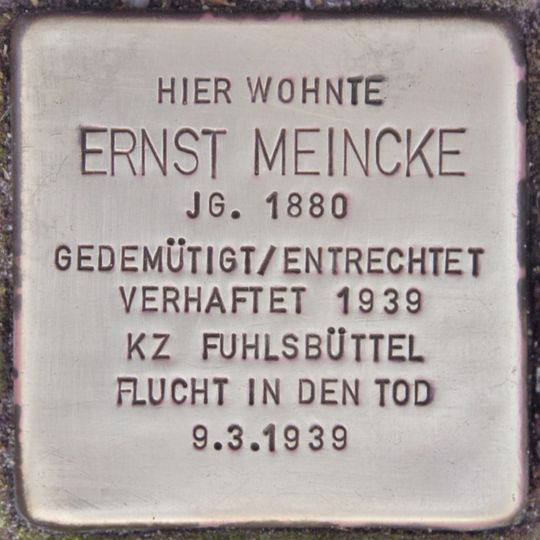 HIER WOHNTE
ERNST MEINCKE
JG. 1880
GEDEMÜTIGT/ENTRECHTET
VERHAFTET 1939
KZ FUHLSBÜTTEL
FLUCHT IN DEN TOD
9.3.1939